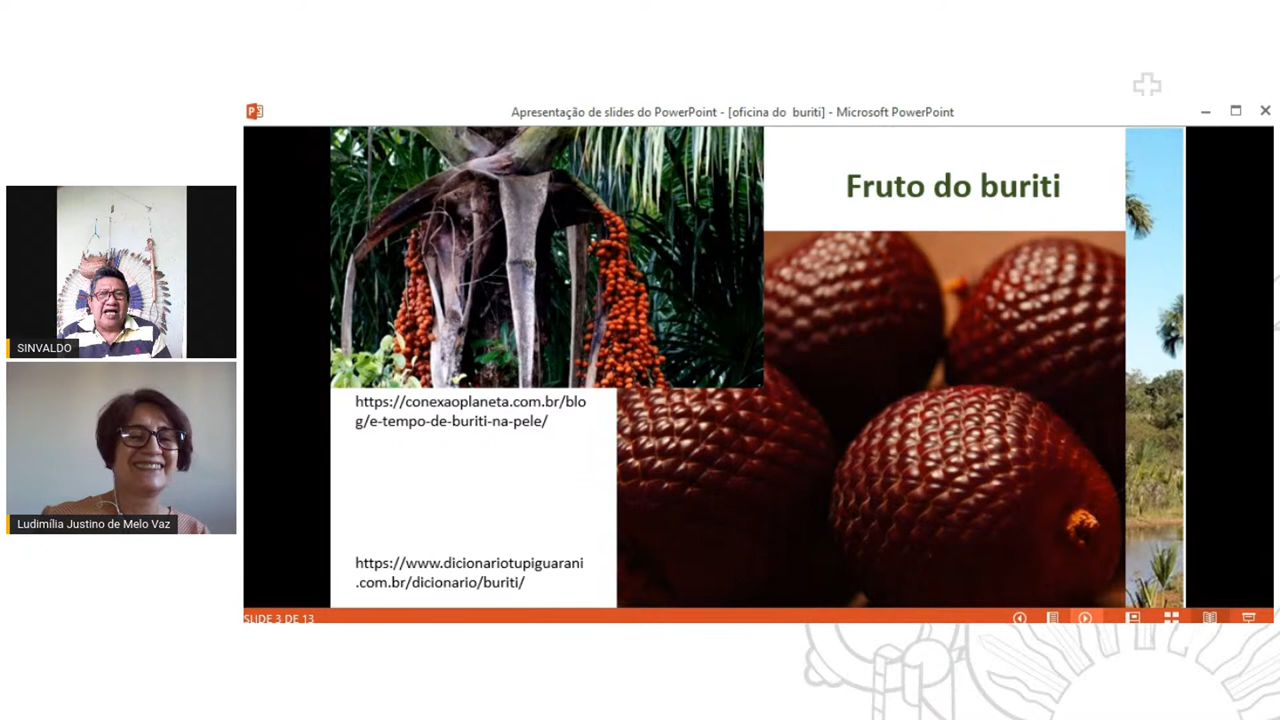 Apresentação de slides do PowerPoint - [oficina do  buriti] - Microsoft PowerPoint
Fruto do buriti
SINVALDO
https://conexaoplaneta.com.br/blo
g/e-tempo-de-buriti-na-pele/
Ludimília Justino de Melo Vaz
https://www.dicionariotupiguarani
.com.br/dicionario/buriti/
SLIDE 3 DE 13